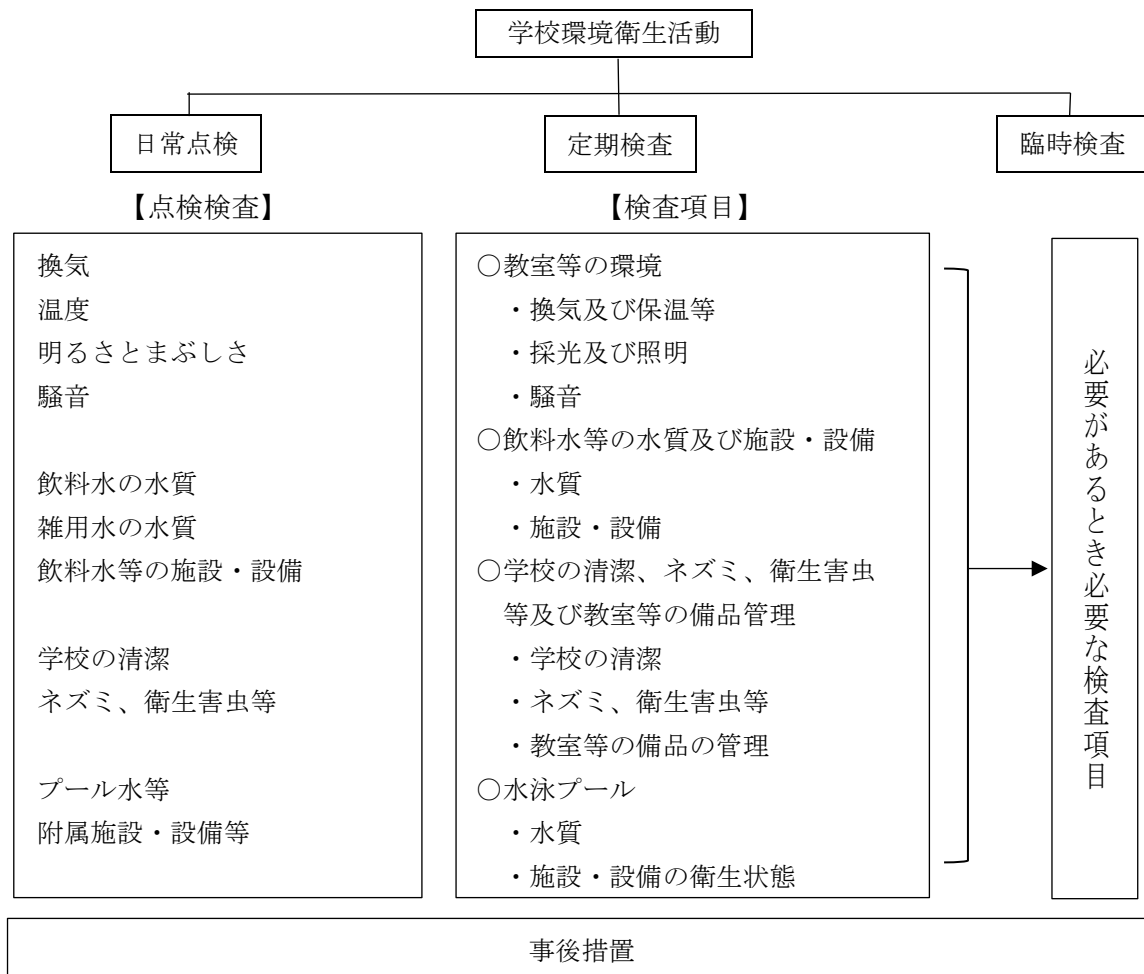 学校環境衛生活動
日常点検
定期検査
臨時検査
【点検検査】
【検査項目】
換気
温度
明るさとまぶしさ
騒音
飲料水の水質
雑用水の水質
飲料水等の施設・設備
学校の清潔
ネズミ、衛生害虫等
プール水等
附属施設・設備等
○教室等の環境
・換気及び保温等
・採光及び照明
・騒音
○飲料水等の水質及び施設・設備
・水質
・施設・設備
○学校の清潔、ネズミ、衛生害虫
等及び教室等の備品管理
・学校の清潔
・ネズミ、衛生害虫等
・教室等の備品の管理
○水泳プール
・水質
・施設・設備の衛生状態
必要があるとき必要な検査項目
事後措置